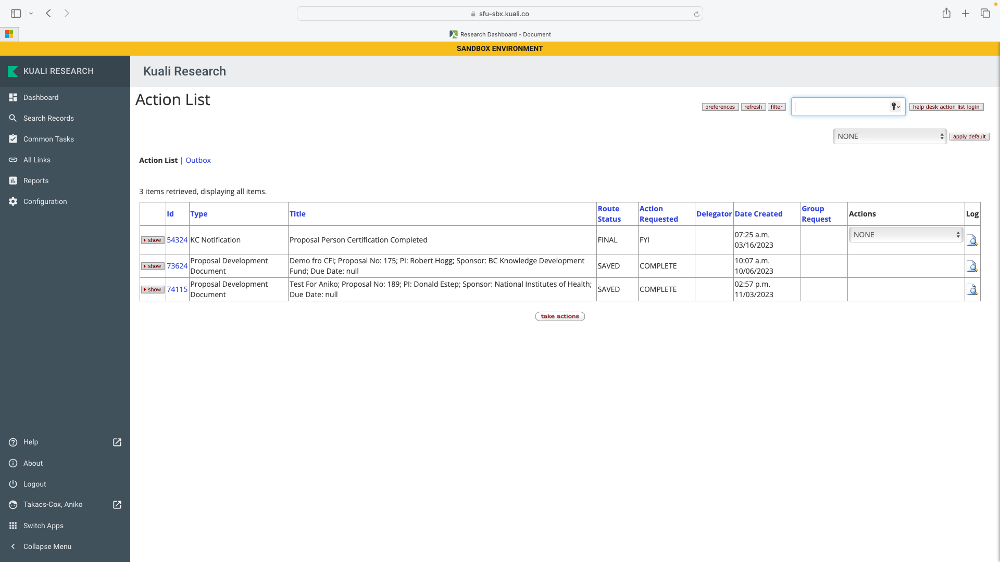 sfu-sbx.kuali.co
Research Dashboard - Document
SANDBOX ENVIRONMENT
KUALI RESEARCH
Kuali Research
Dashboard
Search Records
Common Tasks
All Links
Reports
Configuration
Action List
preferences refresh filter help desk action list login
NONE apply default
Action List | Outbox
3 items retrieved, displaying all items.
Id Type Title Route Status Action Requested Delegator Date Created Group Request Actions Log
show 54324 KC Notification Proposal Person Certification Completed FINAL FYI 07:25 a.m. 03/16/2023 NONE
show 73624 Proposal Development Document Demo fro CFI; Proposal No: 175; PI: Robert Hogg; Sponsor: BC Knowledge Development Fund; Due Date: null SAVED COMPLETE 10:07 a.m. 10/06/2023
show 74115 Proposal Development Document Test For Aniko; Proposal No: 189; PI: Donald Estep; Sponsor: National Institutes of Health; Due Date: null SAVED COMPLETE 02:57 p.m. 11/03/2023
take actions
Help
About
Logout
Takacs-Cox, Aniko
Switch Apps
Collapse Menu